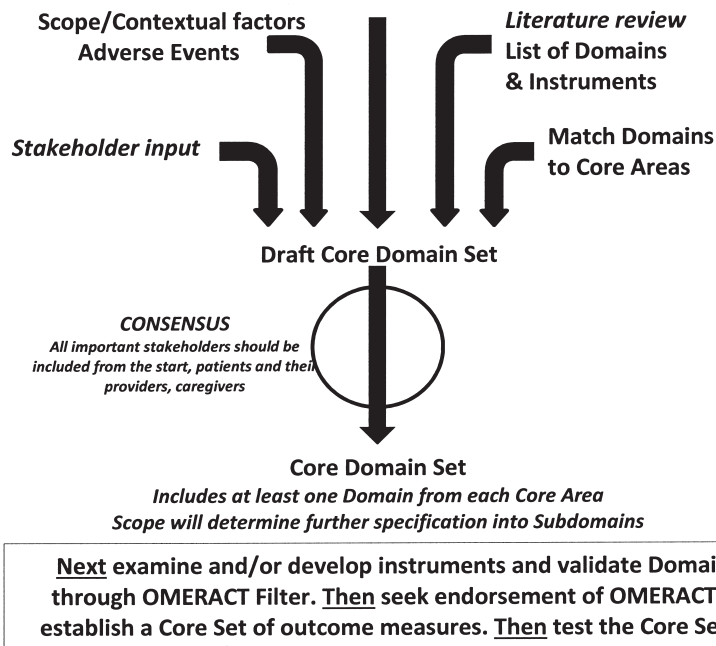 Scope/Contextual factors
Adverse Events
Literature review
List of Domains
& Instruments
Stakeholder input
Match Domains
to Core Areas
Draft Core Domain Set
CONSENSUS
All important stakeholders should be
included from the start, patients and their
providers, caregivers
Core Domain Set
Includes at least one Domain from each Core Area
Scope will determine further specification into Subdomains
Next examine and/or develop instruments and validate Domai
through OMERACT Filter. Then seek endorsement of OMERACT
establish a Core Set of outcome measures. Then test the Core Se